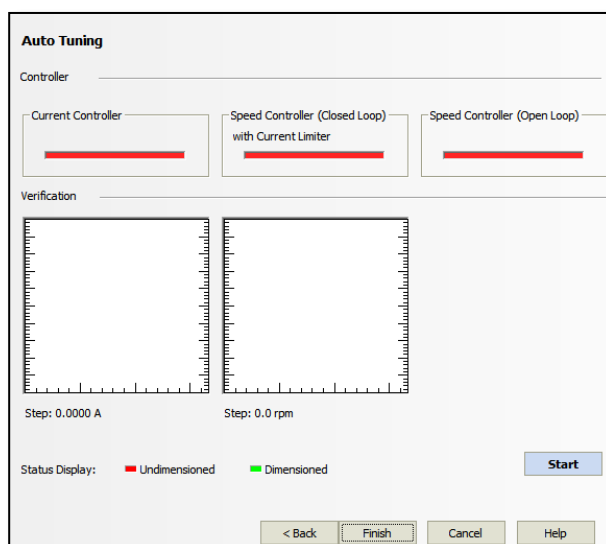 Auto Tuning
Controller
Current Controller
Speed Controller (Closed Loop)
Speed Controller (Open Loop)
with Current Limiter
Verification
Step: 0.0000 A
Step: 0.0 rpm
Status Display:
Undimensioned
Dimensioned
Start
< Back
Finish
Cancel
Help